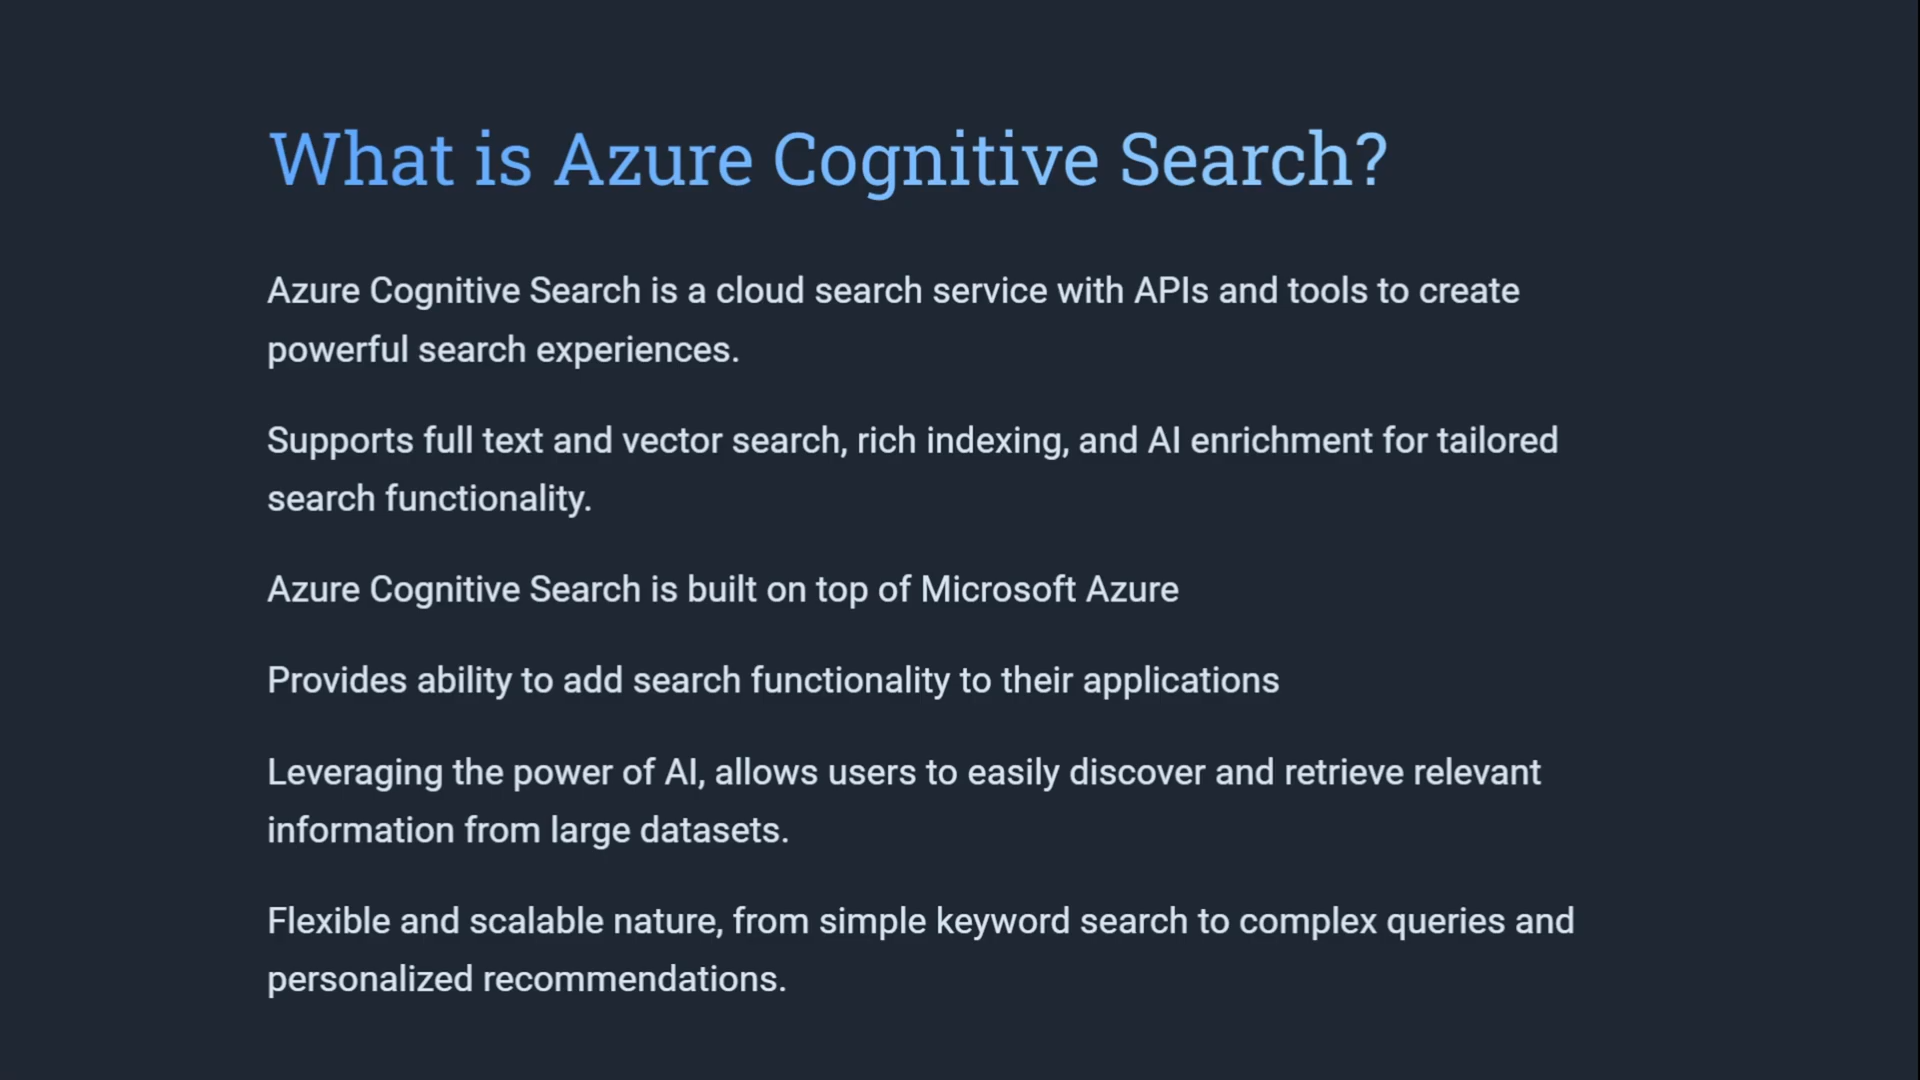 What is Azure Cognitive Search?
Azure Cognitive Search is a cloud search service with APIs and tools to create
powerful search experiences.
Supports full text and vector search, rich indexing, and AI enrichment for tailored
search functionality.
Azure Cognitive Search is built on top of Microsoft Azure
Provides ability to add search functionality to their applications
Leveraging the power of AI, allows users to easily discover and retrieve relevant
information from large datasets.
Flexible and scalable nature, from simple keyword search to complex queries and
personalized recommendations.